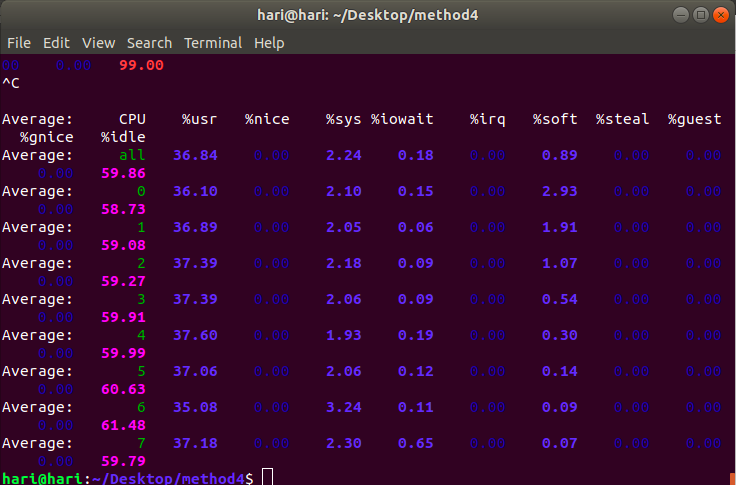 hari@hari: ~/Desktop/method4
File Edit View Search Terminal Help
00 0.00 99.00
^C
Average: CPU %usr %nice %sys %iowait %irq %soft %steal %guest
%gnice %idle
Average: all 36.84 0.00 2.24 0.18 0.00 0.89 0.00 0.00
0.00 59.86
Average: 0 36.10 0.00 2.10 0.15 0.00 2.93 0.00 0.00
0.00 58.73
Average: 1 36.89 0.00 2.05 0.06 0.00 1.91 0.00 0.00
0.00 59.08
Average: 2 37.39 0.00 2.18 0.09 0.00 1.07 0.00 0.00
0.00 59.27
Average: 3 37.39 0.00 2.06 0.09 0.00 0.54 0.00 0.00
0.00 59.91
Average: 4 37.60 0.00 1.93 0.19 0.00 0.30 0.00 0.00
0.00 59.99
Average: 5 37.06 0.00 2.06 0.12 0.00 0.14 0.00 0.00
0.00 60.63
Average: 6 35.08 0.00 3.24 0.11 0.00 0.09 0.00 0.00
0.00 61.48
Average: 7 37.18 0.00 2.30 0.65 0.00 0.07 0.00 0.00
0.00 59.79
hari@hari:~/Desktop/method4$